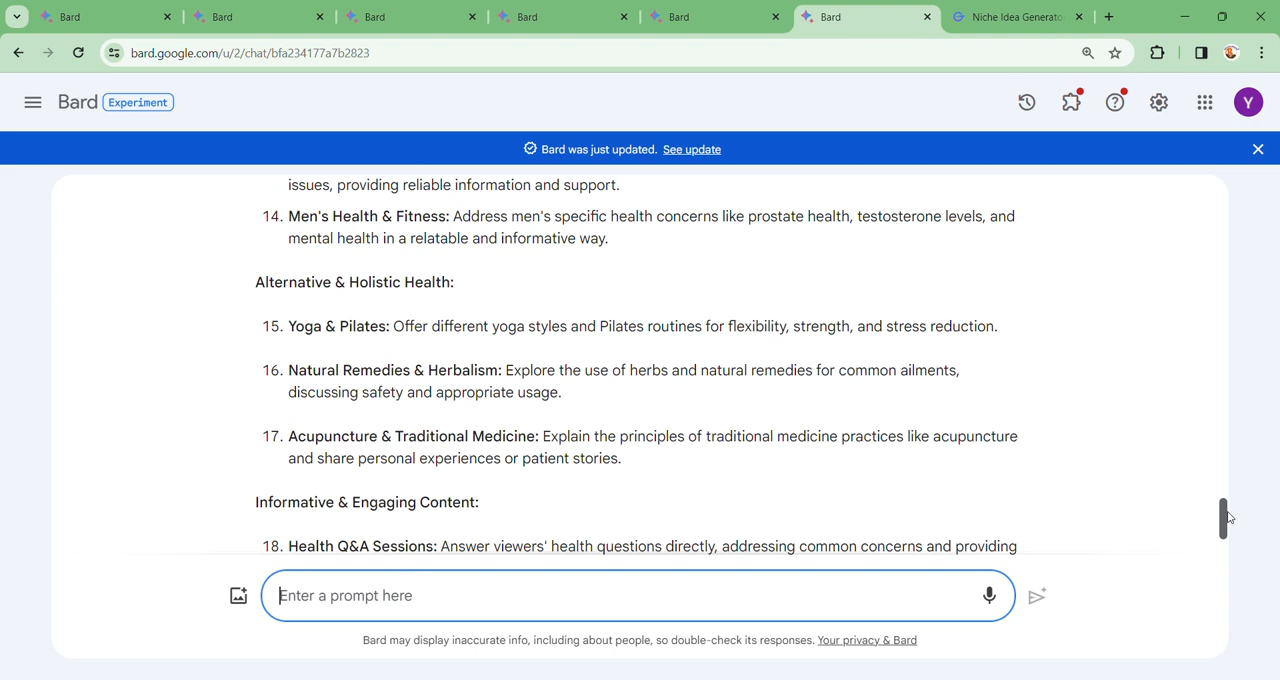 Bard
Bard
Bard
Bard
Bard
Bard
Niche Idea Generato
bard.google.com/u/2/chat/bfa234177a7b2823
Bard Experiment
Y
Bard was just updated. See update
issues, providing reliable information and support.
14. Men's Health & Fitness: Address men's specific health concerns like prostate health, testosterone levels, and
mental health in a relatable and informative way.
Alternative & Holistic Health:
15. Yoga & Pilates: Offer different yoga styles and Pilates routines for flexibility, strength, and stress reduction.
16. Natural Remedies & Herbalism: Explore the use of herbs and natural remedies for common ailments,
discussing safety and appropriate usage.
17. Acupuncture & Traditional Medicine: Explain the principles of traditional medicine practices like acupuncture
and share personal experiences or patient stories.
Informative & Engaging Content:
18. Health Q&A Sessions: Answer viewers' health questions directly, addressing common concerns and providing
Enter a prompt here
Bard may display inaccurate info, including about people, so double-check its responses. Your privacy & Bard